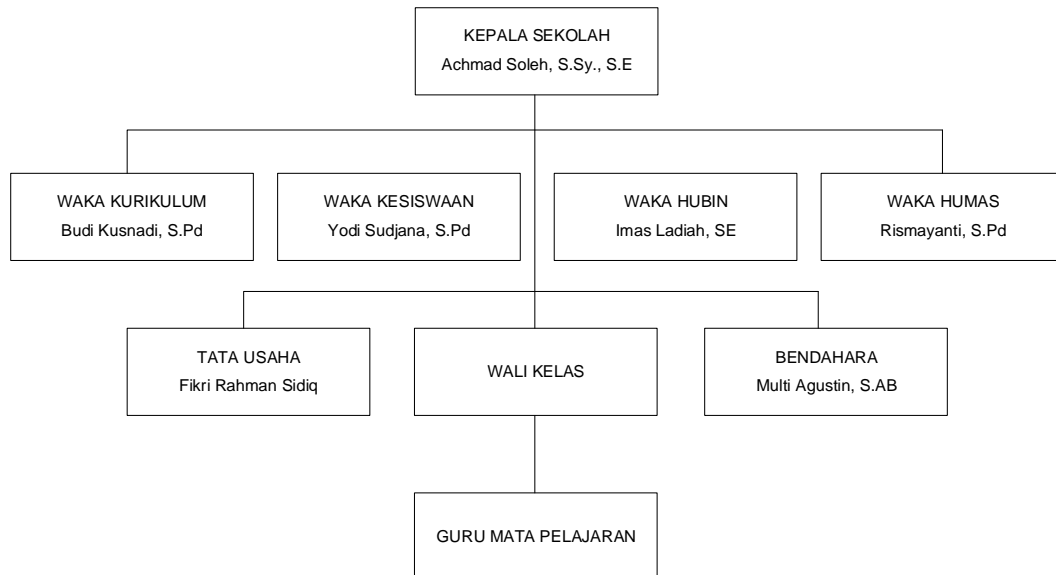 KEPALA SEKOLAH
Achmad Soleh, S.Sy., S.E
WAKA KURIKULUM
Budi Kusnadi, S.Pd
WAKA KESISWAAN
Yodi Sudjana, S.Pd
WAKA HUBIN
Imas Ladiah, SE
WAKA HUMAS
Rismayanti, S.Pd
TATA USAHA
Fikri Rahman Sidiq
WALI KELAS
BENDAHARA
Multi Agustin, S.AB
GURU MATA PELAJARAN